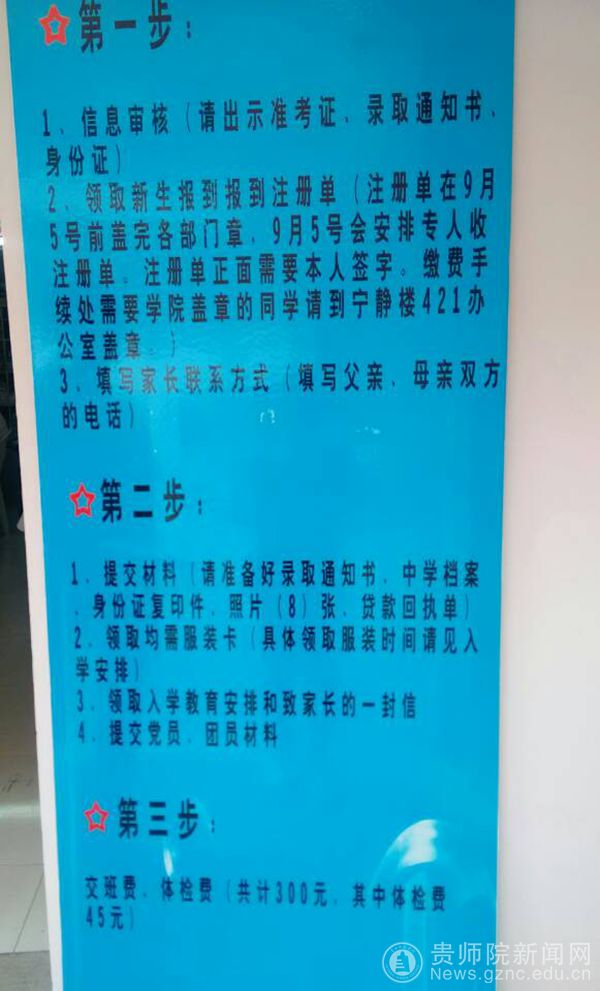 第一步：
1、信息审核（请出示准考证、录取通知书、
身份证）
2、领取新生报到报到注册单（注册单在9月
5号前盖完各部门章，9月5号会安排专人收
注册单。注册单正面需要本人签字。缴费手
续处需要学院盖章的同学请到宁静楼421办
公室盖章。）
3、填写家长联系方式（填写父亲、母亲双方
的电话）
第二步：
1、提交材料（请准备好录取通知书、中学档案
、身份证复印件、照片（8）张、贷款回执单）
2、领取均需服装卡（具体领取服装时间请见入
学安排）
3、领取入学教育安排和致家长的一封信
4、提交党员、团员材料
第三步：
交班费、体检费（共计300元，其中体检费
45元）
贵师院新闻网
News.gznc.edu.cn